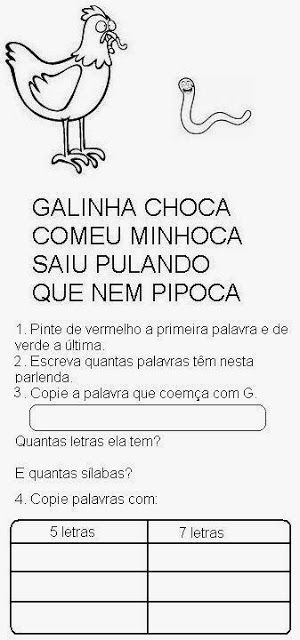 GALINHA CHOCA
COMEU MINHOCA
SAIU PULANDO
QUE NEM PIPOCA
1. Pinte de vermelho a primeira palavra e de
verde a última.
2. Escreva quantas palavras têm nesta
parlenda.
3. Copie a palavra que coemça com G.
Quantas letras ela tem?
E quantas sílabas?
4. Copie palavras com:
5 letras 7 letras